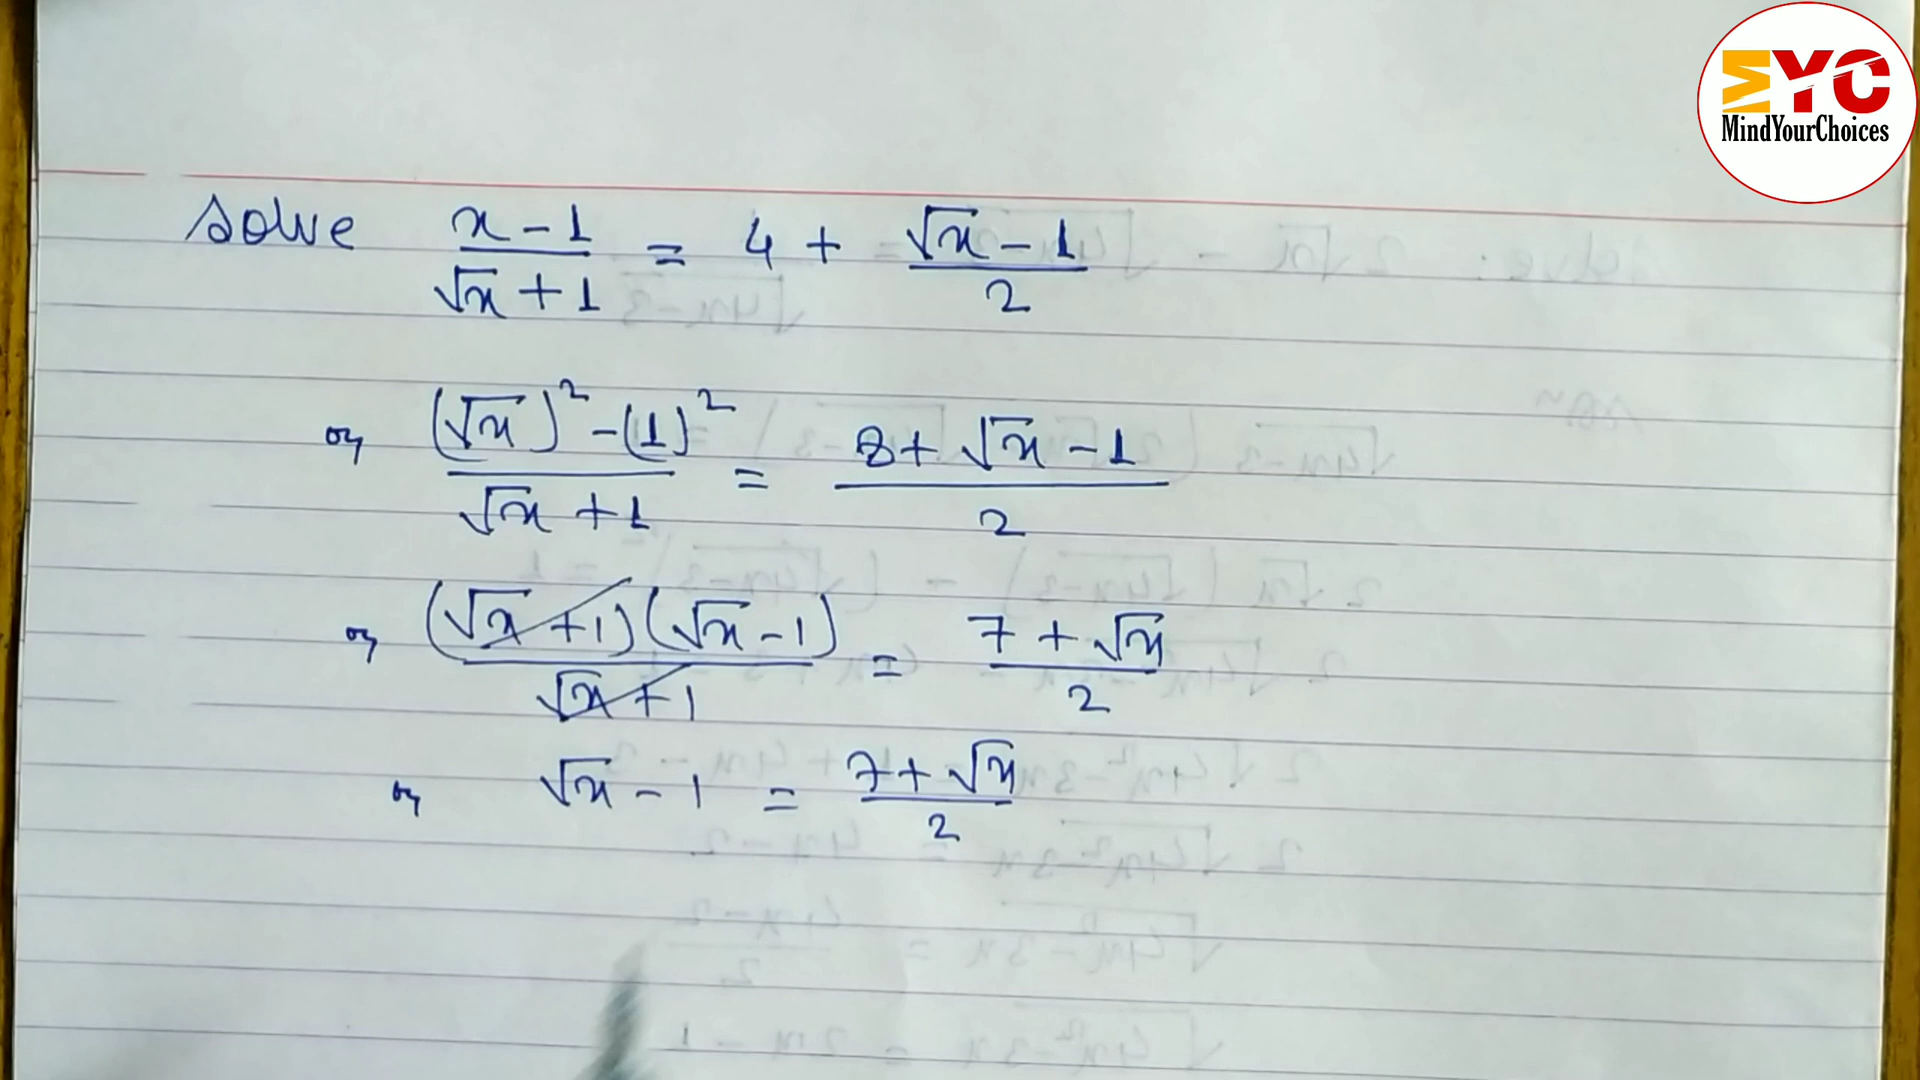 MYC
MindYourChoices
Solve (x-1)/(√x+1) = 4 + (√x-1)/2
or ((√x)²-(1)²)/(√x+1) = (8+√x-1)/2
or ((√x+1)(√x-1))/(√x+1) = (7+√x)/2
or √x-1 = (7+√x)/2